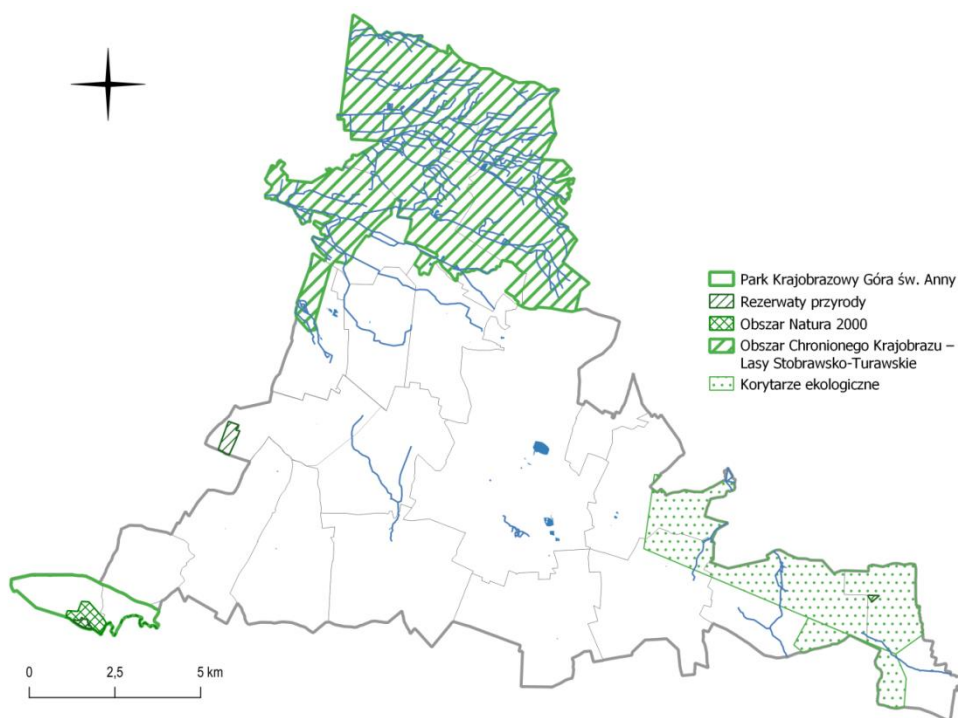 Park Krajobrazowy Góra św. Anny
Rezerwaty przyrody
Obszar Natura 2000
Obszar Chronionego Krajobrazu –
Lasy Stobrawsko-Turawskie
Korytarze ekologiczne
0 2,5 5 km